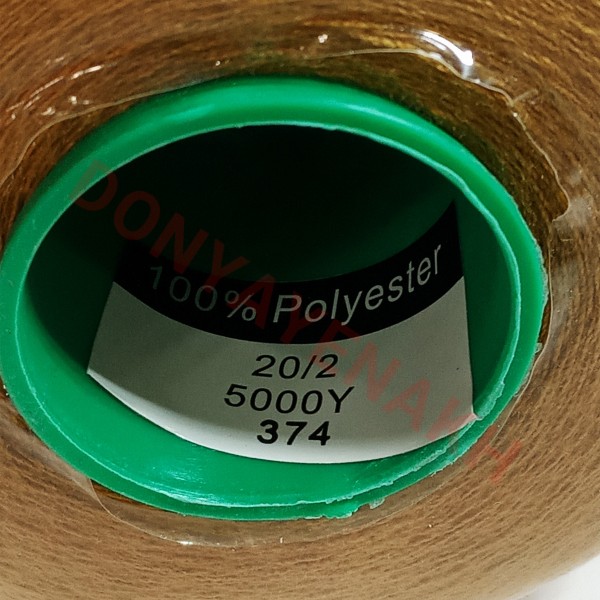 100% Polyester
20/2
5000Y
374
DONYAYENAKH